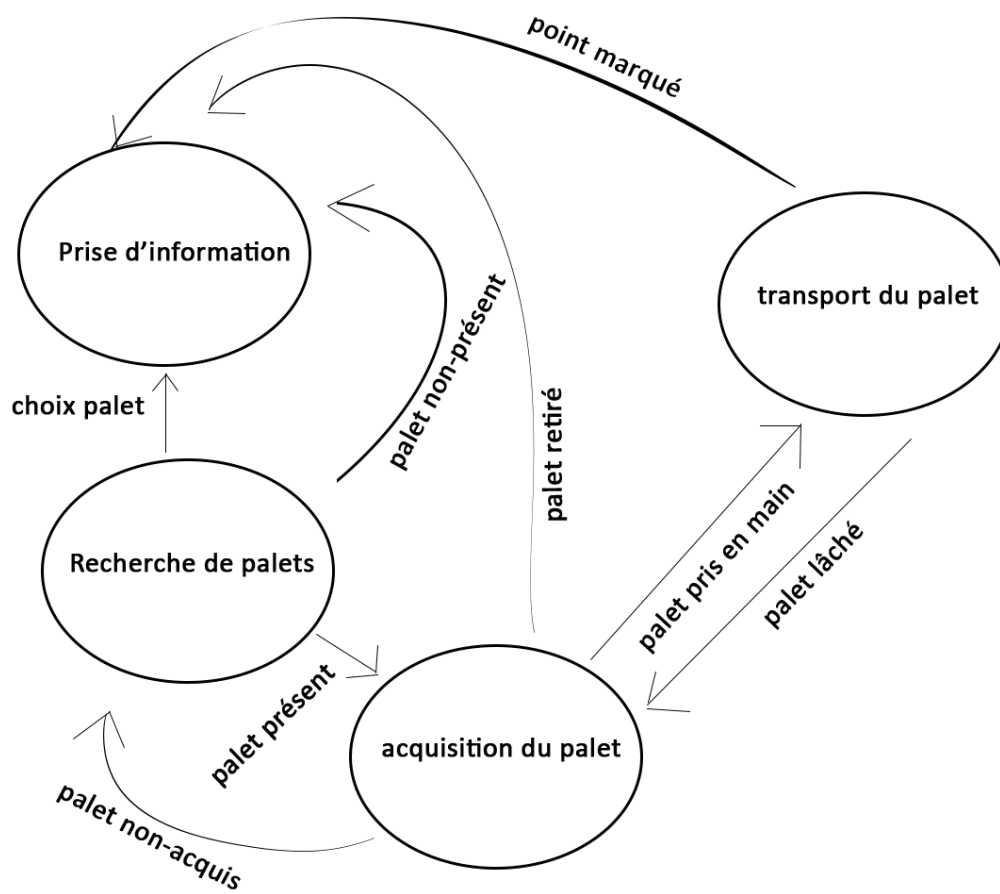 point marqué
Prise d’information
transport du palet
palet non-présent
choix palet
palet retiré
Recherche de palets
palet pris en main
palet lâché
palet présent
acquisition du palet
palet non-acquis